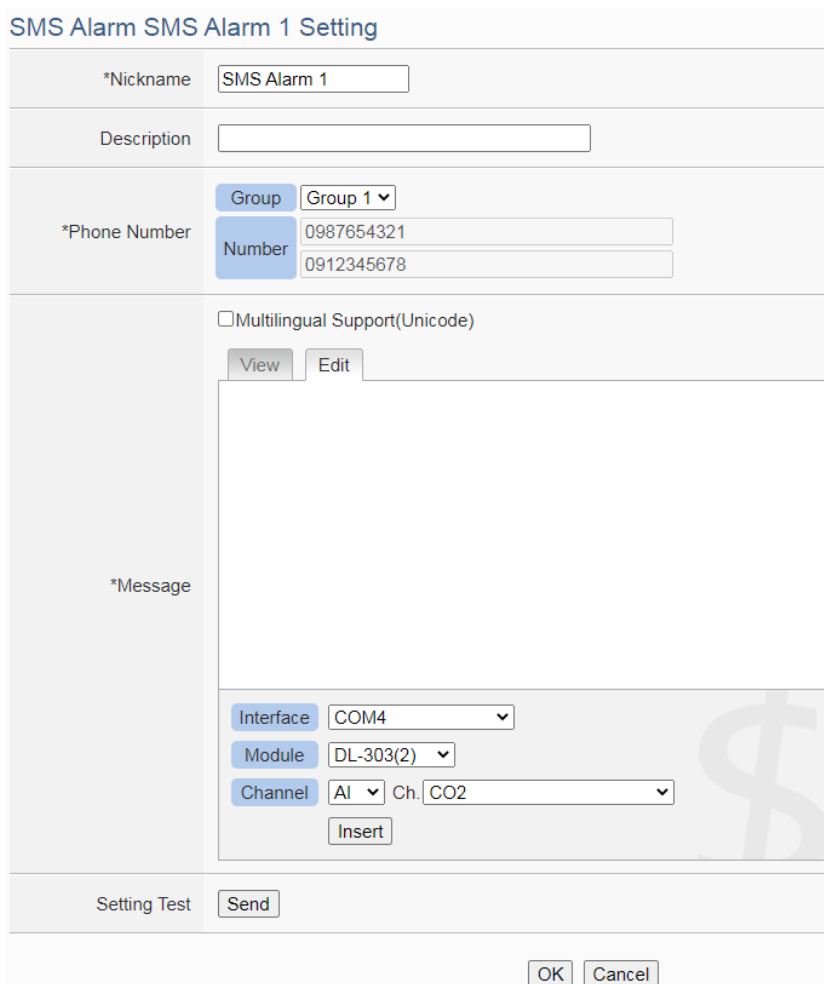 SMS Alarm SMS Alarm 1 Setting
*Nickname SMS Alarm 1
Description
*Phone Number Group Group 1
Number 0987654321
0912345678
Multilingual Support(Unicode)
View Edit
*Message
Interface COM4
Module DL-303(2)
Channel AI Ch. CO2
Insert
$
Setting Test Send
OK Cancel